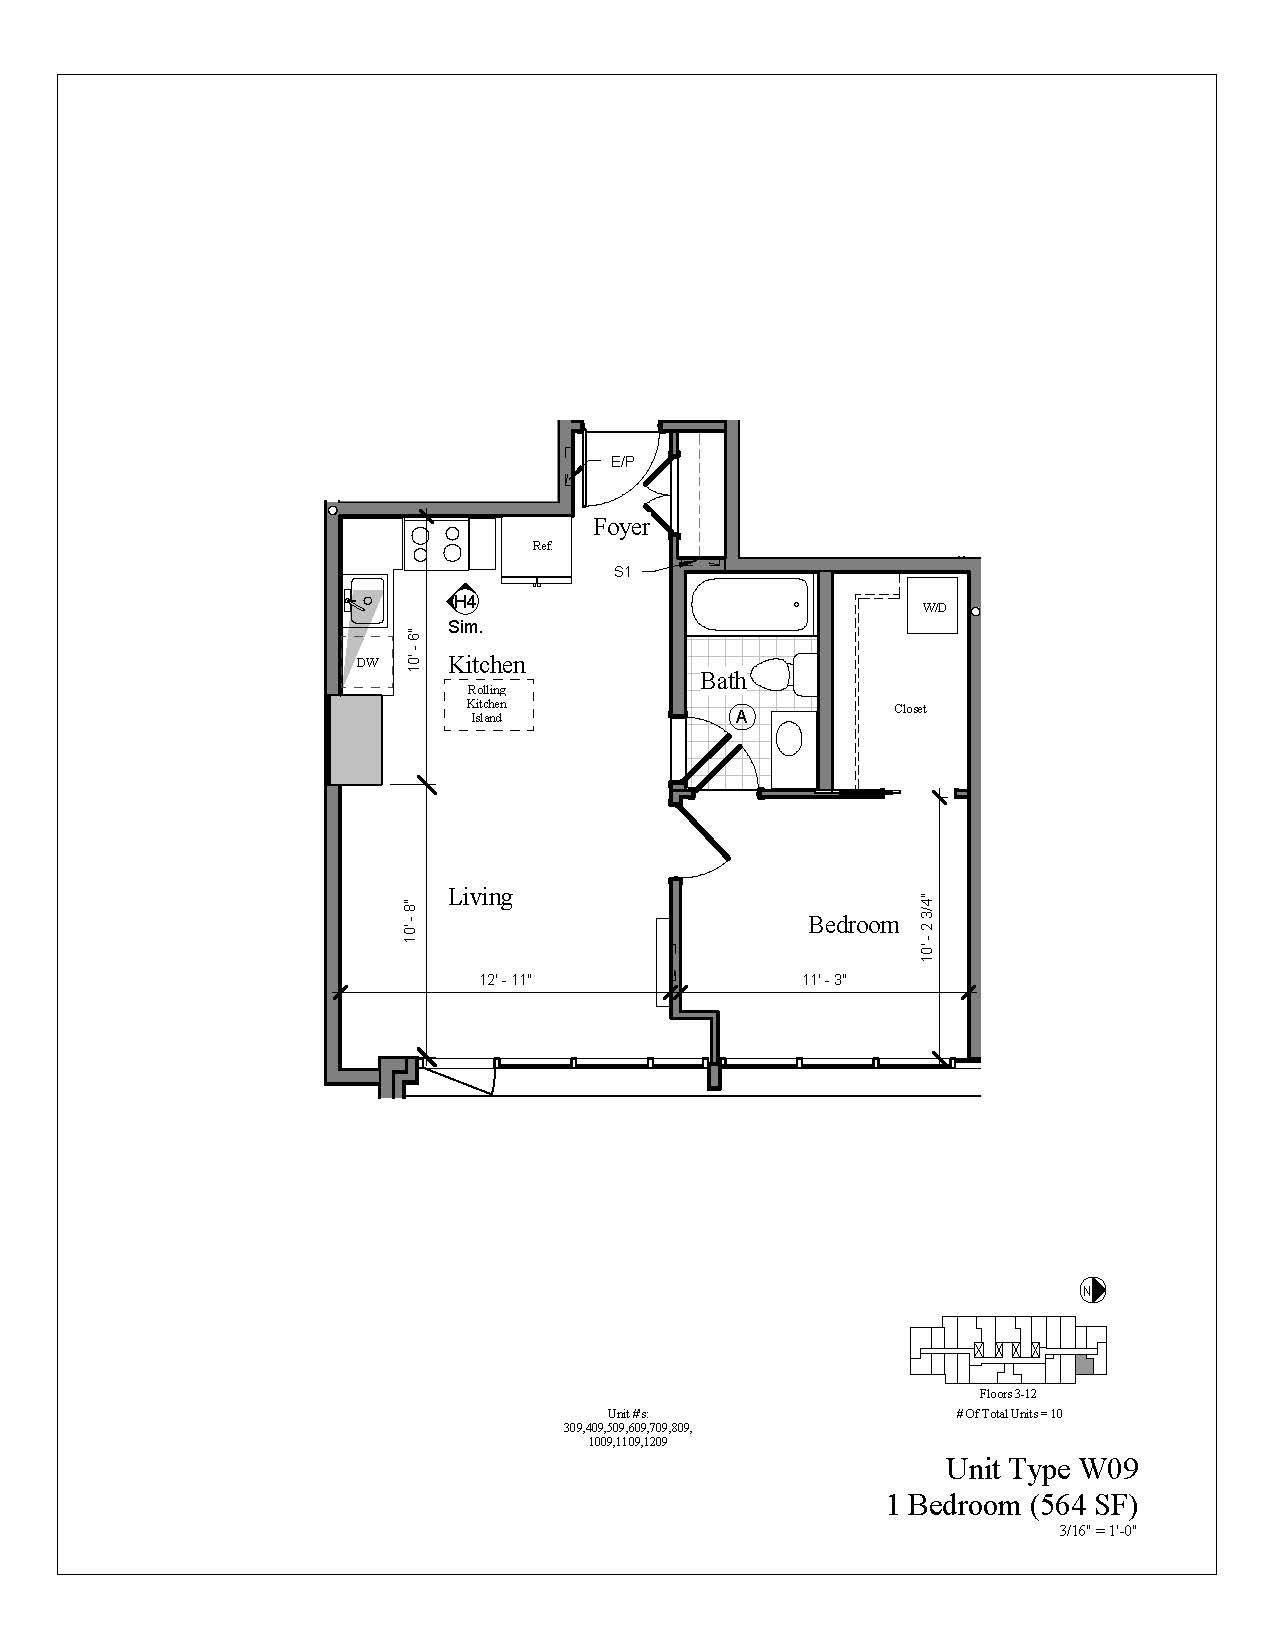 E/P
Foyer
Ref.
S1
H4
Sim.
10' - 6"
W/D
DW
Kitchen
Rolling
Kitchen
Island
Bath
A
Closet
Living
10' - 8"
Bedroom
10' - 2 3/4"
12' - 11"
11' - 3"
N
Floors 3-12
# Of Total Units = 10
Unit #'s:
309,409,509,609,709,809,
1009,1109,1209
Unit Type W09
1 Bedroom (564 SF)
3/16" = 1'-0"